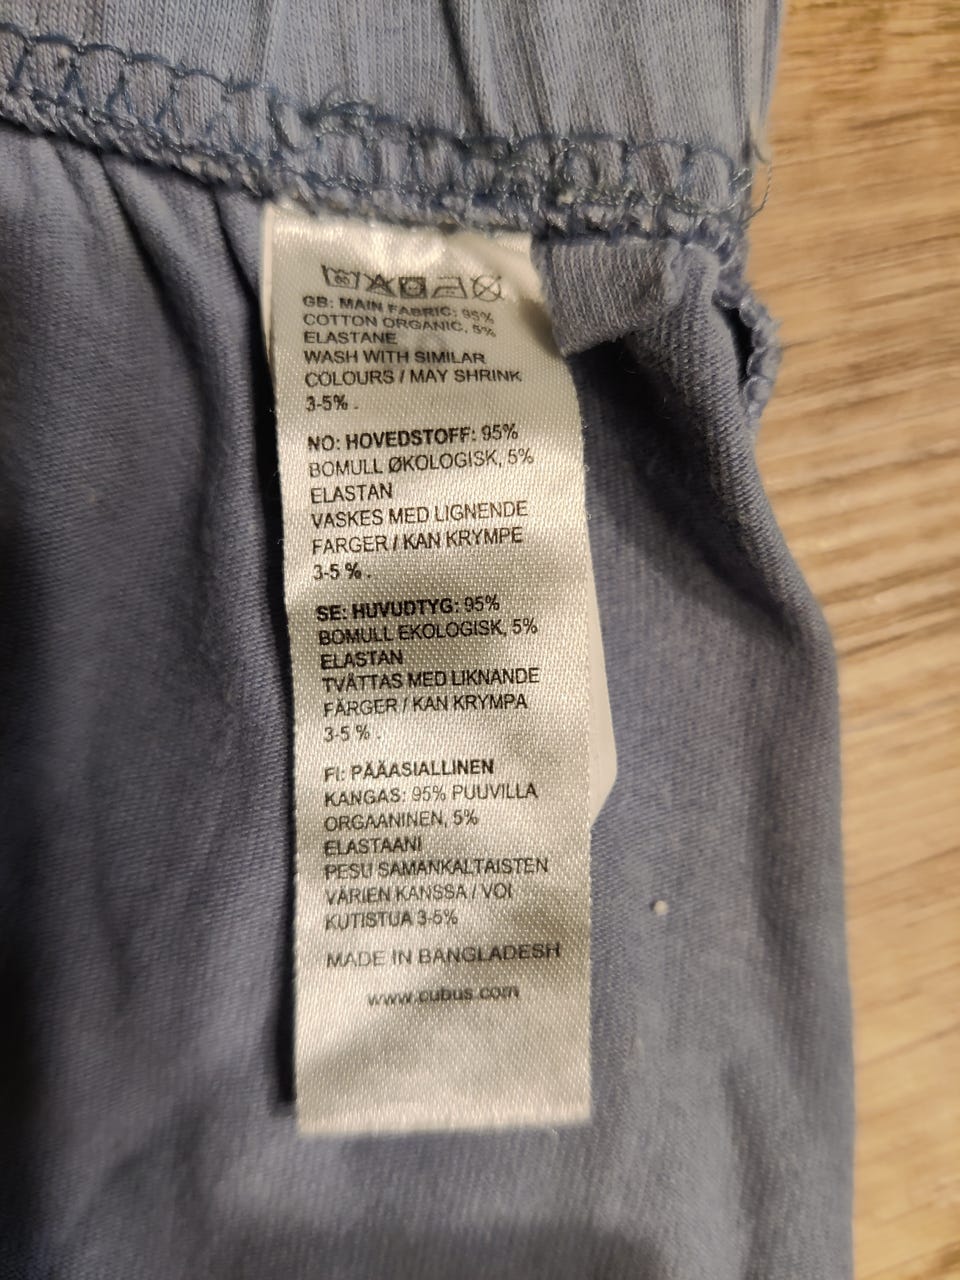 GB: MAIN FABRIC: 95%
COTTON ORGANIC, 5%
ELASTANE
WASH WITH SIMILAR
COLOURS / MAY SHRINK
3-5% .
NO: HOVEDSTOFF: 95%
BOMULL ØKOLOGISK, 5%
ELASTAN
VASKES MED LIGNENDE
FARGER / KAN KRYMPE
3-5 % .
SE: HUVUDTYG: 95%
BOMULL EKOLOGISK, 5%
ELASTAN
TVÄTTAS MED LIKNANDE
FÄRGER / KAN KRYMPA
3-5 % .
FI: PÄÄASIALLINEN
KANGAS: 95% PUUVILLA
ORGAANINEN, 5%
ELASTAANI
PESU SAMANKALTAISTEN
VÄRIEN KANSSA / VOI
KUTISTUA 3-5%
MADE IN BANGLADESH
www.cubus.com